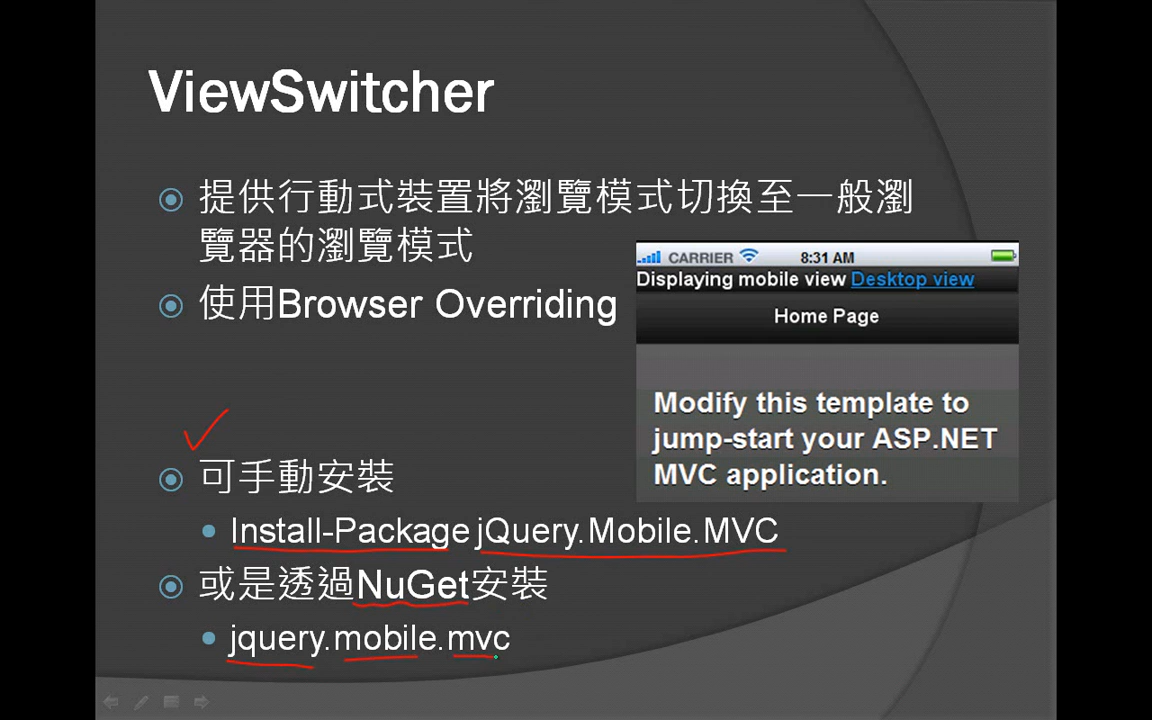 ViewSwitcher
提供行動式裝置將瀏覽模式切換至一般瀏
覽器的瀏覽模式
使用Browser Overriding
CARRIER 8:31 AM
Displaying mobile view Desktop view
Home Page
Modify this template to
jump-start your ASP.NET
MVC application.
可手動安裝
Install-Package jQuery.Mobile.MVC
或是透過NuGet安裝
jquery.mobile.mvc